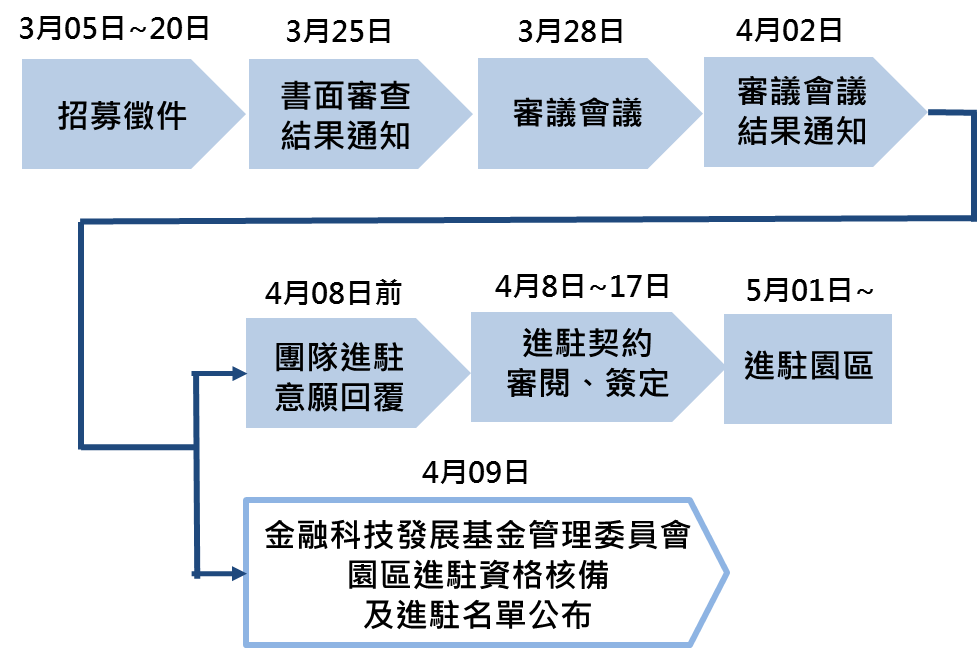 3月05日~20日
招募徵件
3月25日
書面審查
結果通知
3月28日
審議會議
4月02日
審議會議
結果通知
4月08日前
團隊進駐
意願回覆
4月8日~17日
進駐契約
審閱、簽定
5月01日~
進駐園區
4月09日
金融科技發展基金管理委員會
園區進駐資格核備
及進駐名單公布